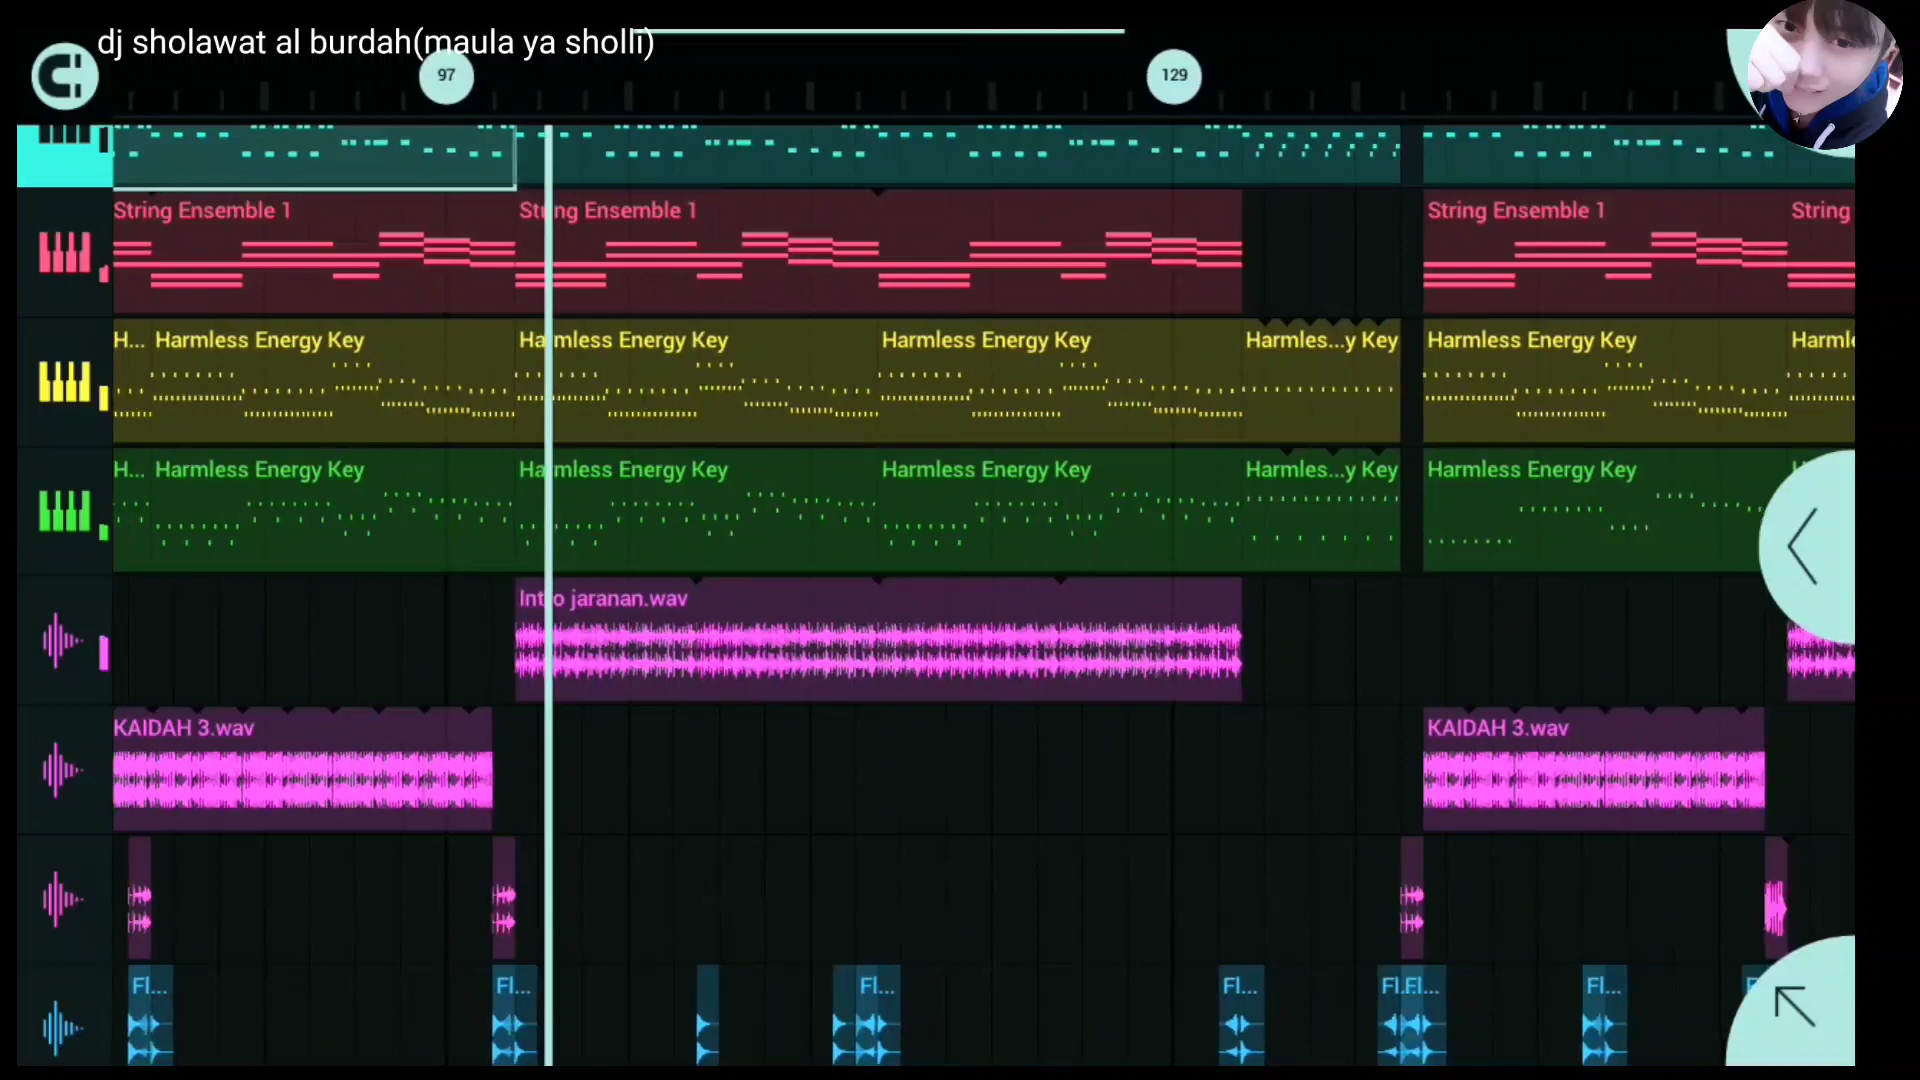 dj sholawat al burdah(maula ya sholli)
97 129
String Ensemble 1 String Ensemble 1 String Ensemble 1 String
H... Harmless Energy Key Harmless Energy Key Harmless Energy Key Harmles...y Key Harmless Energy Key
H... Harmless Energy Key Harmless Energy Key Harmless Energy Key Harmles...y Key Harmless Energy Key
Intro jaranan.wav
KAIDAH 3.wav KAIDAH 3.wav
Fl... Fl... Fl... Fl... Fl.. Fl... Fl...